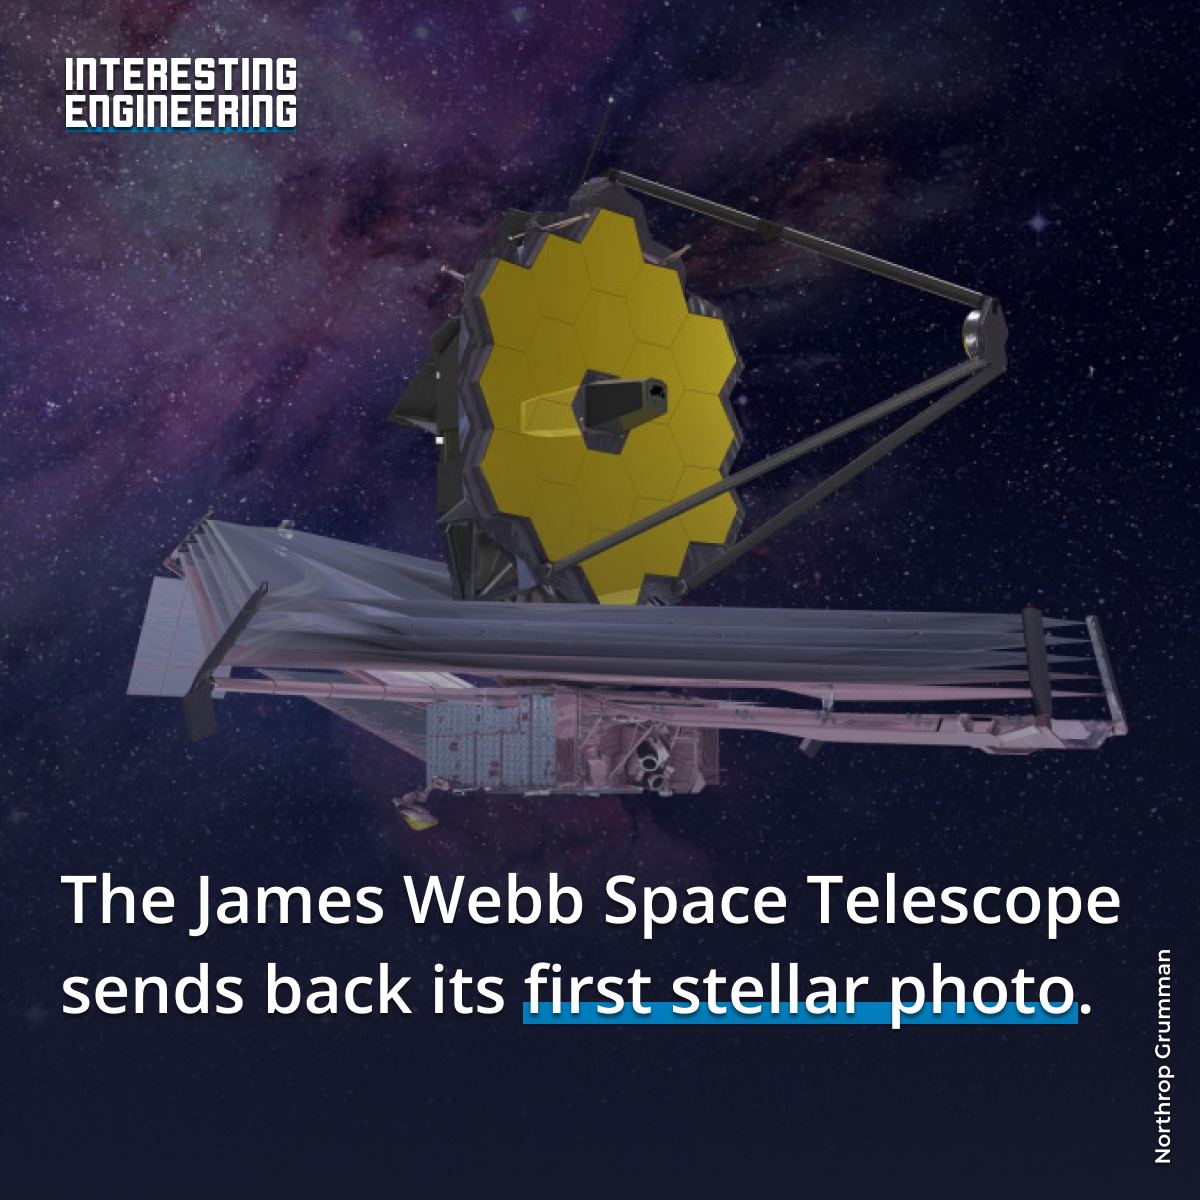 INTERESTING
ENGINEERING
The James Webb Space Telescope
sends back its first stellar photo.
Northrop Grumman